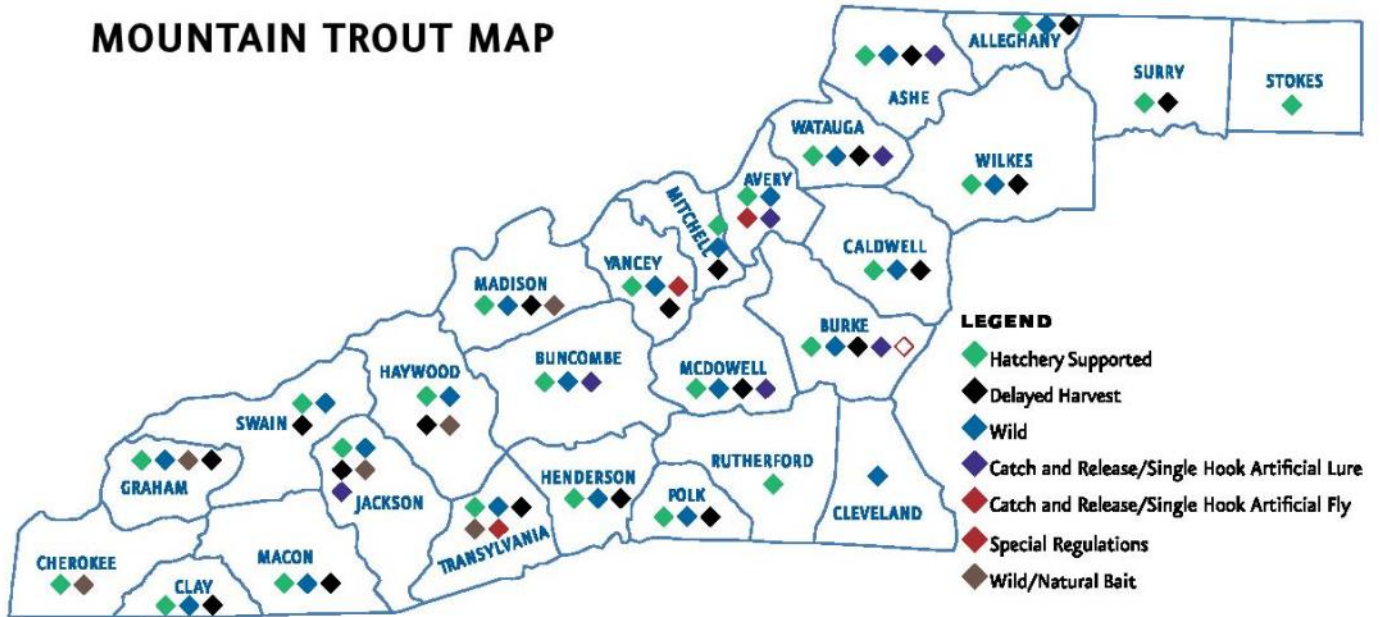 MOUNTAIN TROUT MAP
ALLEGHANY
ASHE
SURRY
STOKES
WATAUGA
WILKES
AVERY
MITCHELL
CALDWELL
YANCEY
MADISON
BURKE
BUNCOMBE
MCDOWELL
HAYWOOD
SWAIN
GRAHAM
JACKSON
HENDERSON
RUTHERFORD
POLK
CLEVELAND
TRANSYLVANIA
CHEROKEE
MACON
CLAY
LEGEND
Hatchery Supported
Delayed Harvest
Wild
Catch and Release/Single Hook Artificial Lure
Catch and Release/Single Hook Artificial Fly
Special Regulations
Wild/Natural Bait